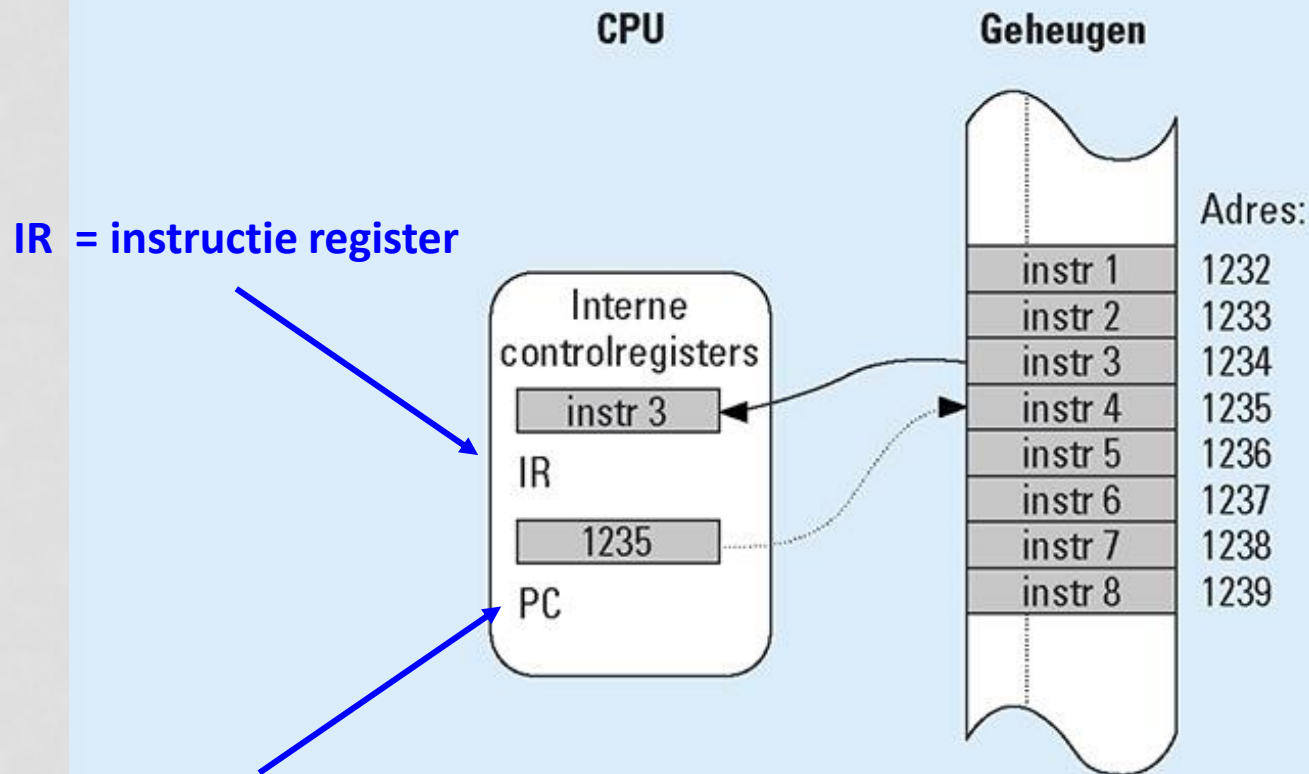 CPU
Geheugen
Adres:
IR = instructie register
Interne
controlregisters
instr 3
IR
1235
PC
instr 1 1232
instr 2 1233
instr 3 1234
instr 4 1235
instr 5 1236
instr 6 1237
instr 7 1238
instr 8 1239